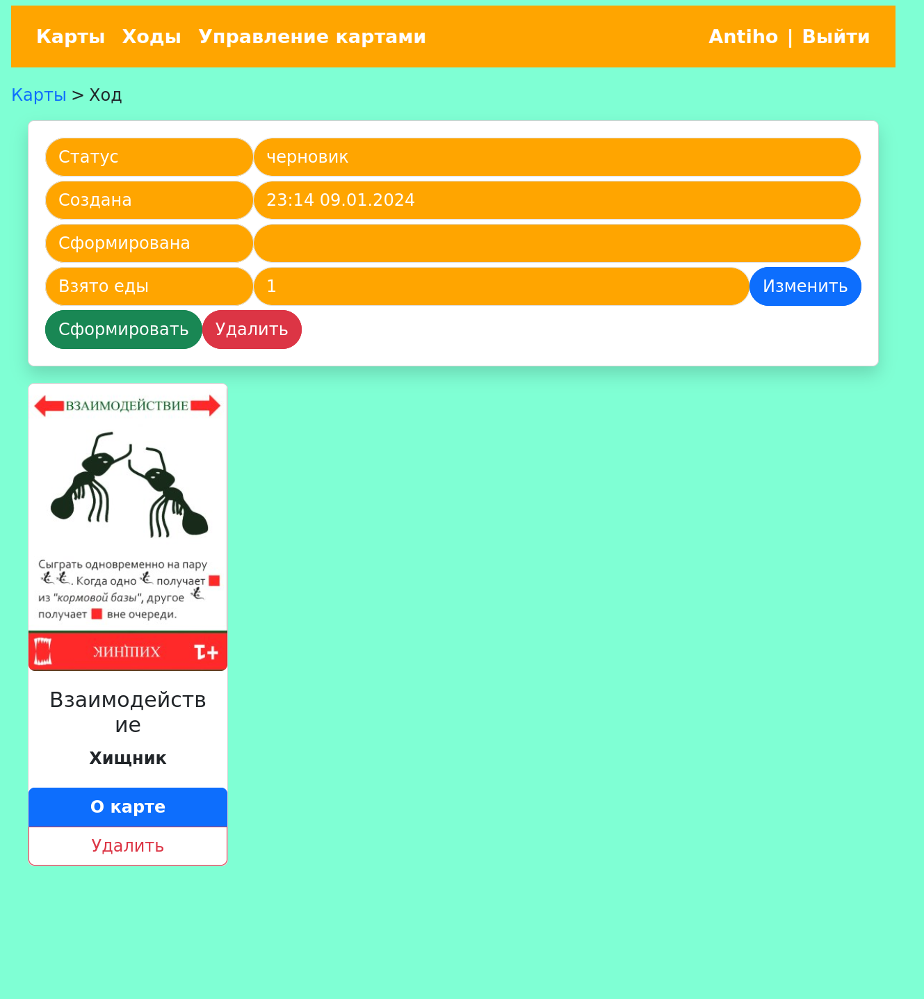 Карты Ходы Управление картами Antiho | Выйти
Карты > Ход
Статус черновик
Создана 23:14 09.01.2024
Сформирована
Взято еды 1 Изменить
Сформировать Удалить
ВЗАИМОДЕЙСТВИЕ
Сыграть одновременно на пару
. Когда одно получает
из "кормовой базы", другое
получает вне очереди.
ХИЩНИК +1
Взаимодейств
ие
Хищник
О карте
Удалить